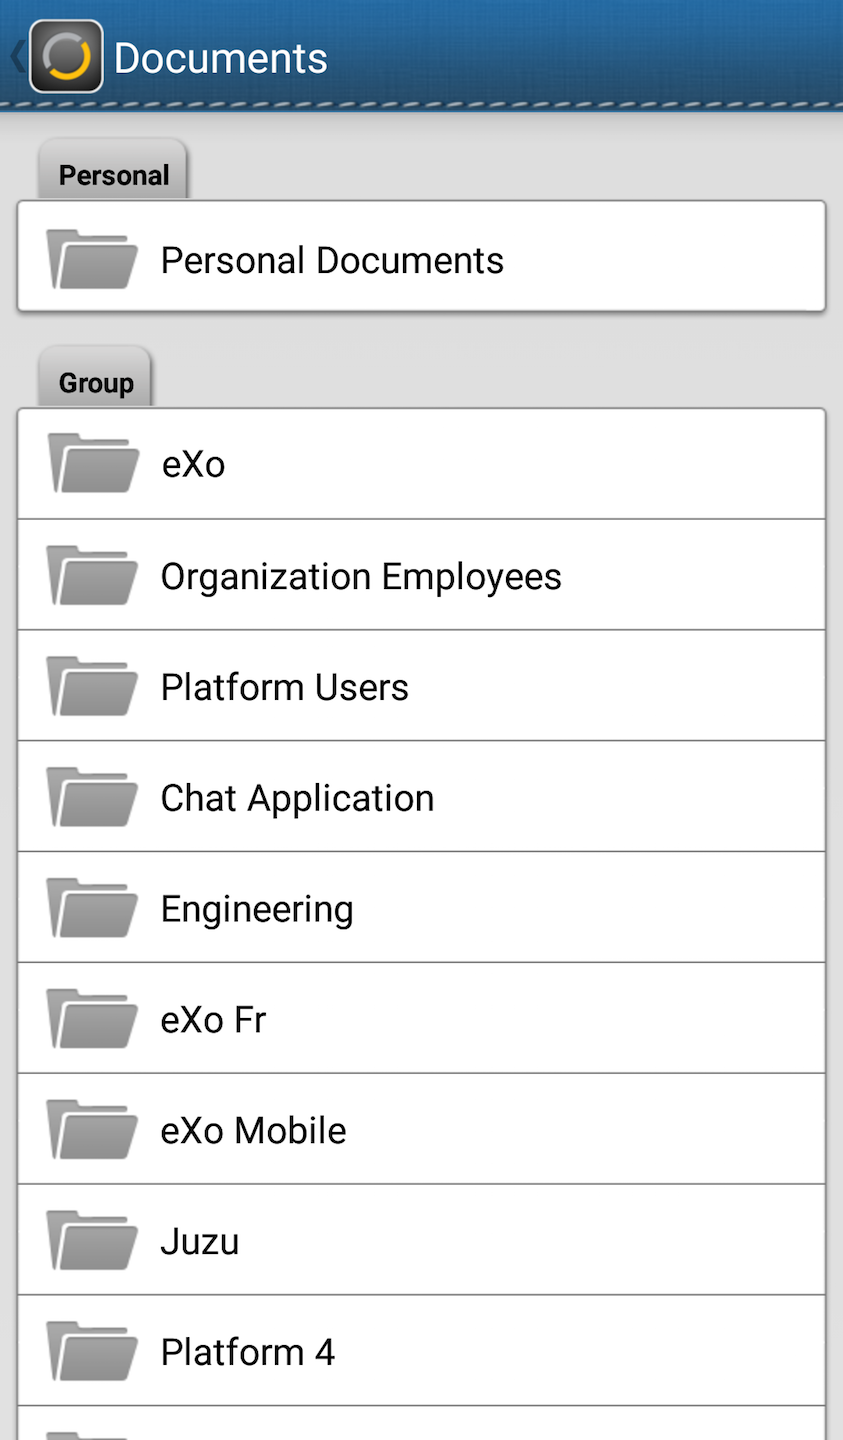 Documents
Personal
Personal Documents
Group
eXo
Organization Employees
Platform Users
Chat Application
Engineering
eXo Fr
eXo Mobile
Juzu
Platform 4